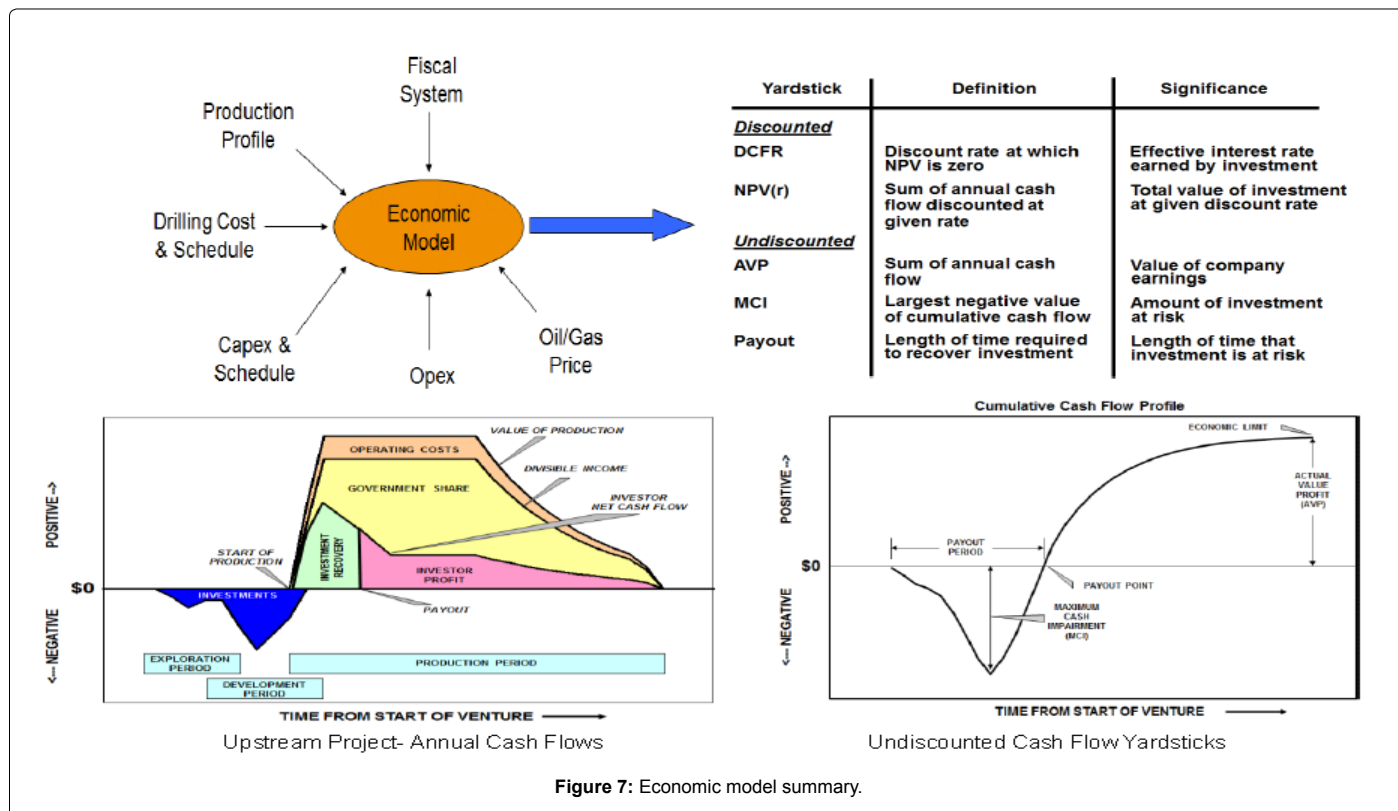 Fiscal
System
Production
Profile
Drilling Cost
& Schedule
Economic
Model
Capex &
Schedule
Opex
Oil/Gas
Price
Yardstick Definition Significance
Discounted
DCFR Discount rate at which Effective interest rate
NPV is zero earned by investment
NPV(r) Sum of annual cash Total value of investment
flow discounted at at given discount rate
given rate
Undiscounted
AVP Sum of annual cash Value of company
flow earnings
MCI Largest negative value Amount of investment
of cumulative cash flow at risk
Payout Length of time required Length of time that
to recover investment investment is at risk
<--- NEGATIVE
POSITIVE -->
$0
VALUE OF PRODUCTION
OPERATING COSTS
DIVISIBLE INCOME
GOVERNMENT SHARE
INVESTOR
NET CASH FLOW
START OF
PRODUCTION
INVESTMENT
RECOVERY
INVESTOR
PROFIT
INVESTMENTS
PAYOUT
EXPLORATION
PERIOD
PRODUCTION PERIOD
DEVELOPMENT
PERIOD
TIME FROM START OF VENTURE
Upstream Project- Annual Cash Flows
Cumulative Cash Flow Profile
<--- NEGATIVE
POSITIVE -->
$0
ECONOMIC LIMIT
ACTUAL
VALUE
PROFIT
(AVP)
PAYOUT
PERIOD
PAYOUT POINT
MAXIMUM
CASH
IMPAIRMENT
(MCI)
TIME FROM START OF VENTURE
Undiscounted Cash Flow Yardsticks
Figure 7: Economic model summary.